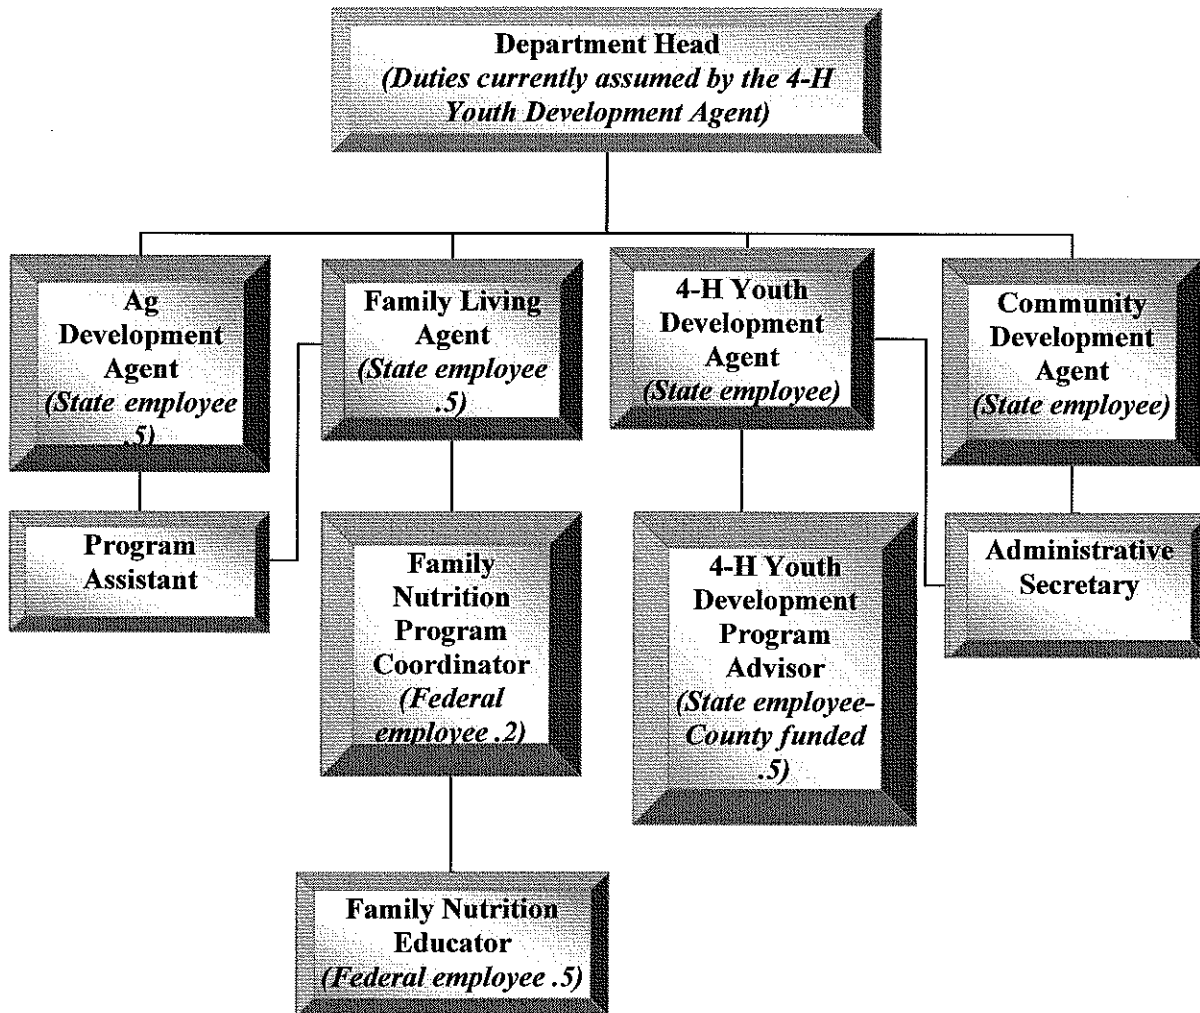 Department Head
(Duties currently assumed by the 4-H
Youth Development Agent)
Ag
Development
Agent
(State employee
.5)
Family Living
Agent
(State employee
.5)
4-H Youth
Development
Agent
(State employee)
Community
Development
Agent
(State employee)
Program
Assistant
Family
Nutrition
Program
Coordinator
(Federal
employee .2)
4-H Youth
Development
Program
Advisor
(State employee-
County funded
.5)
Administrative
Secretary
Family Nutrition
Educator
(Federal employee .5)